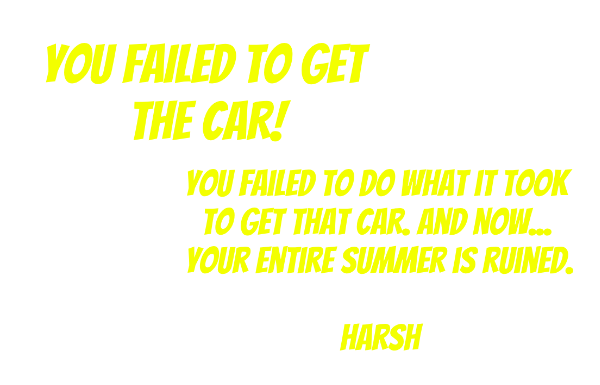 YOU FAILED TO GET
THE CAR!
YOU FAILED TO DO WHAT IT TOOK
TO GET THAT CAR. AND NOW...
YOUR ENTIRE SUMMER IS RUINED.
HARSH